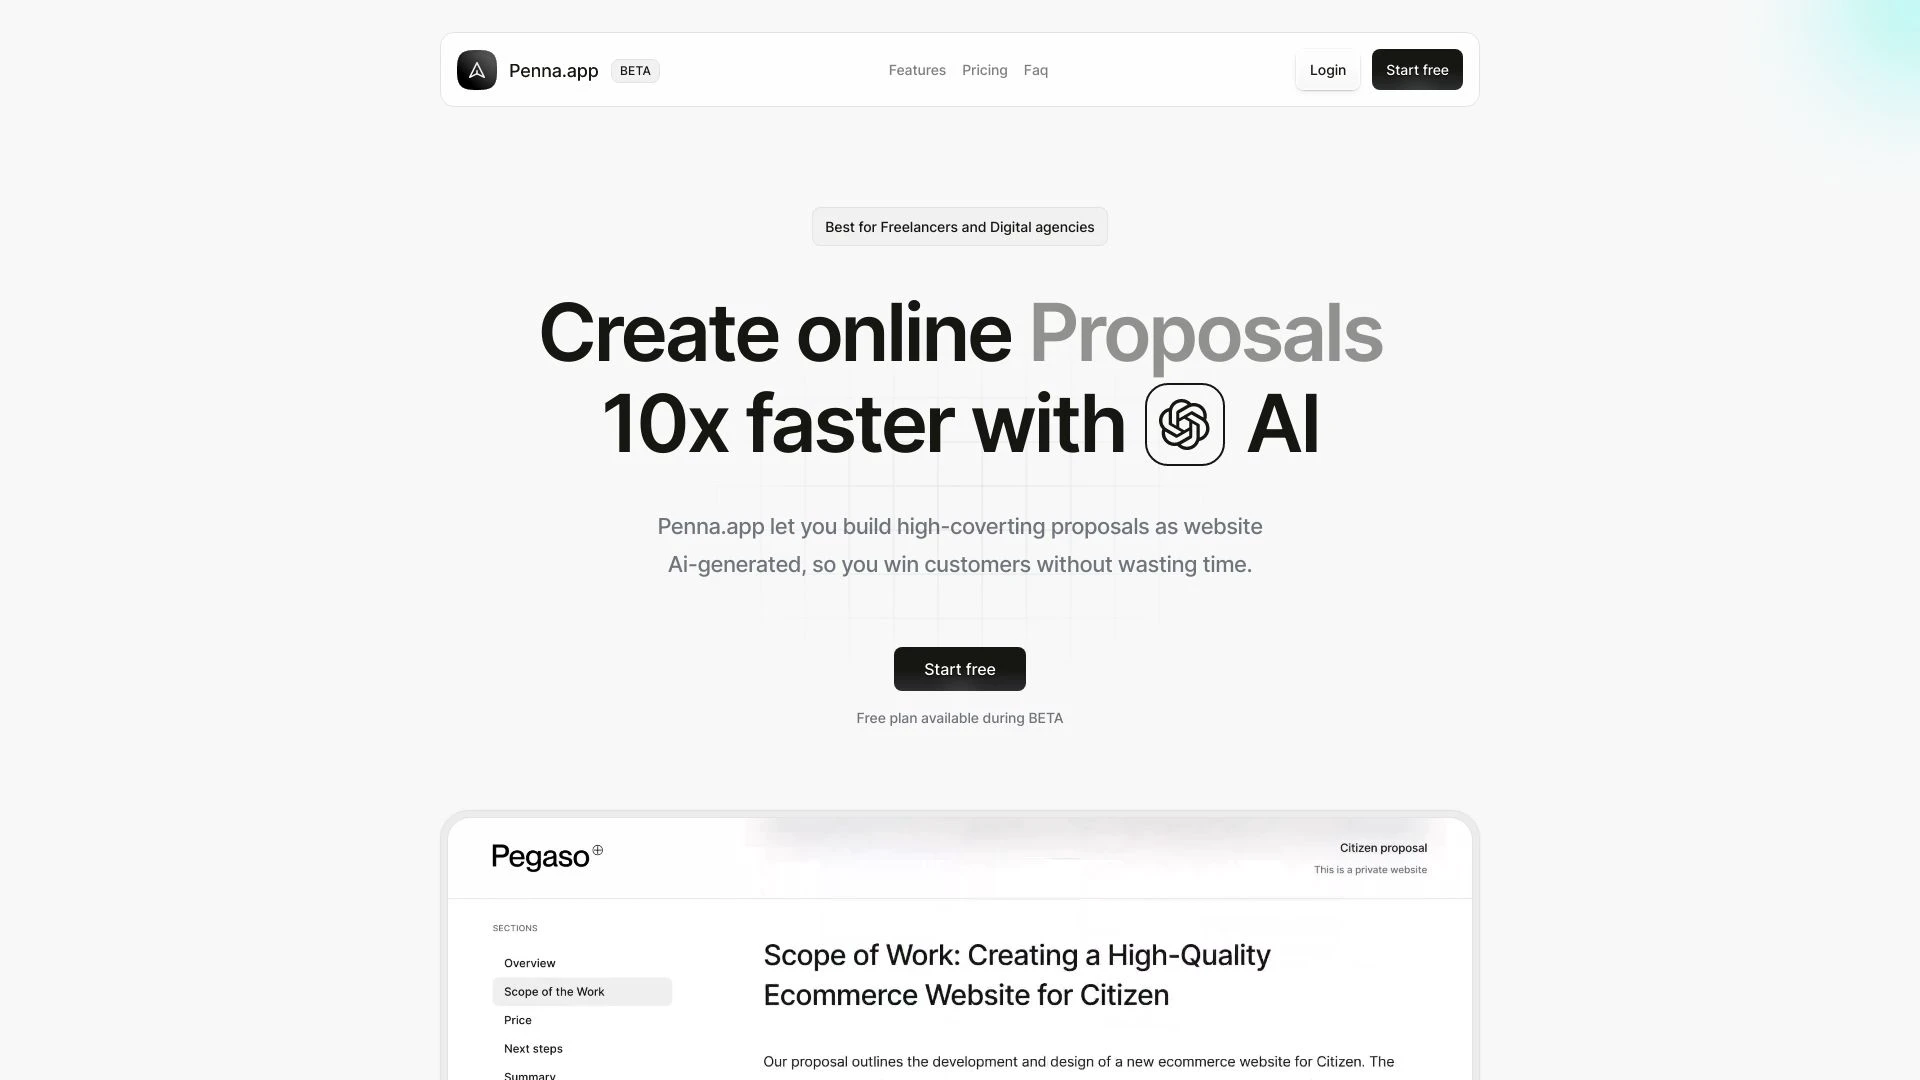 Penna.app BETA
Features Pricing Faq
Login Start free
Best for Freelancers and Digital agencies
Create online Proposals
10x faster with AI
Penna.app let you build high-coverting proposals as website
Ai-generated, so you win customers without wasting time.
Start free
Free plan available during BETA
Pegaso
Citizen proposal
This is a private website
SECTIONS
Overview
Scope of the Work
Price
Next steps
Summary
Scope of Work: Creating a High-Quality
Ecommerce Website for Citizen
Our proposal outlines the development and design of a new ecommerce website for Citizen. The